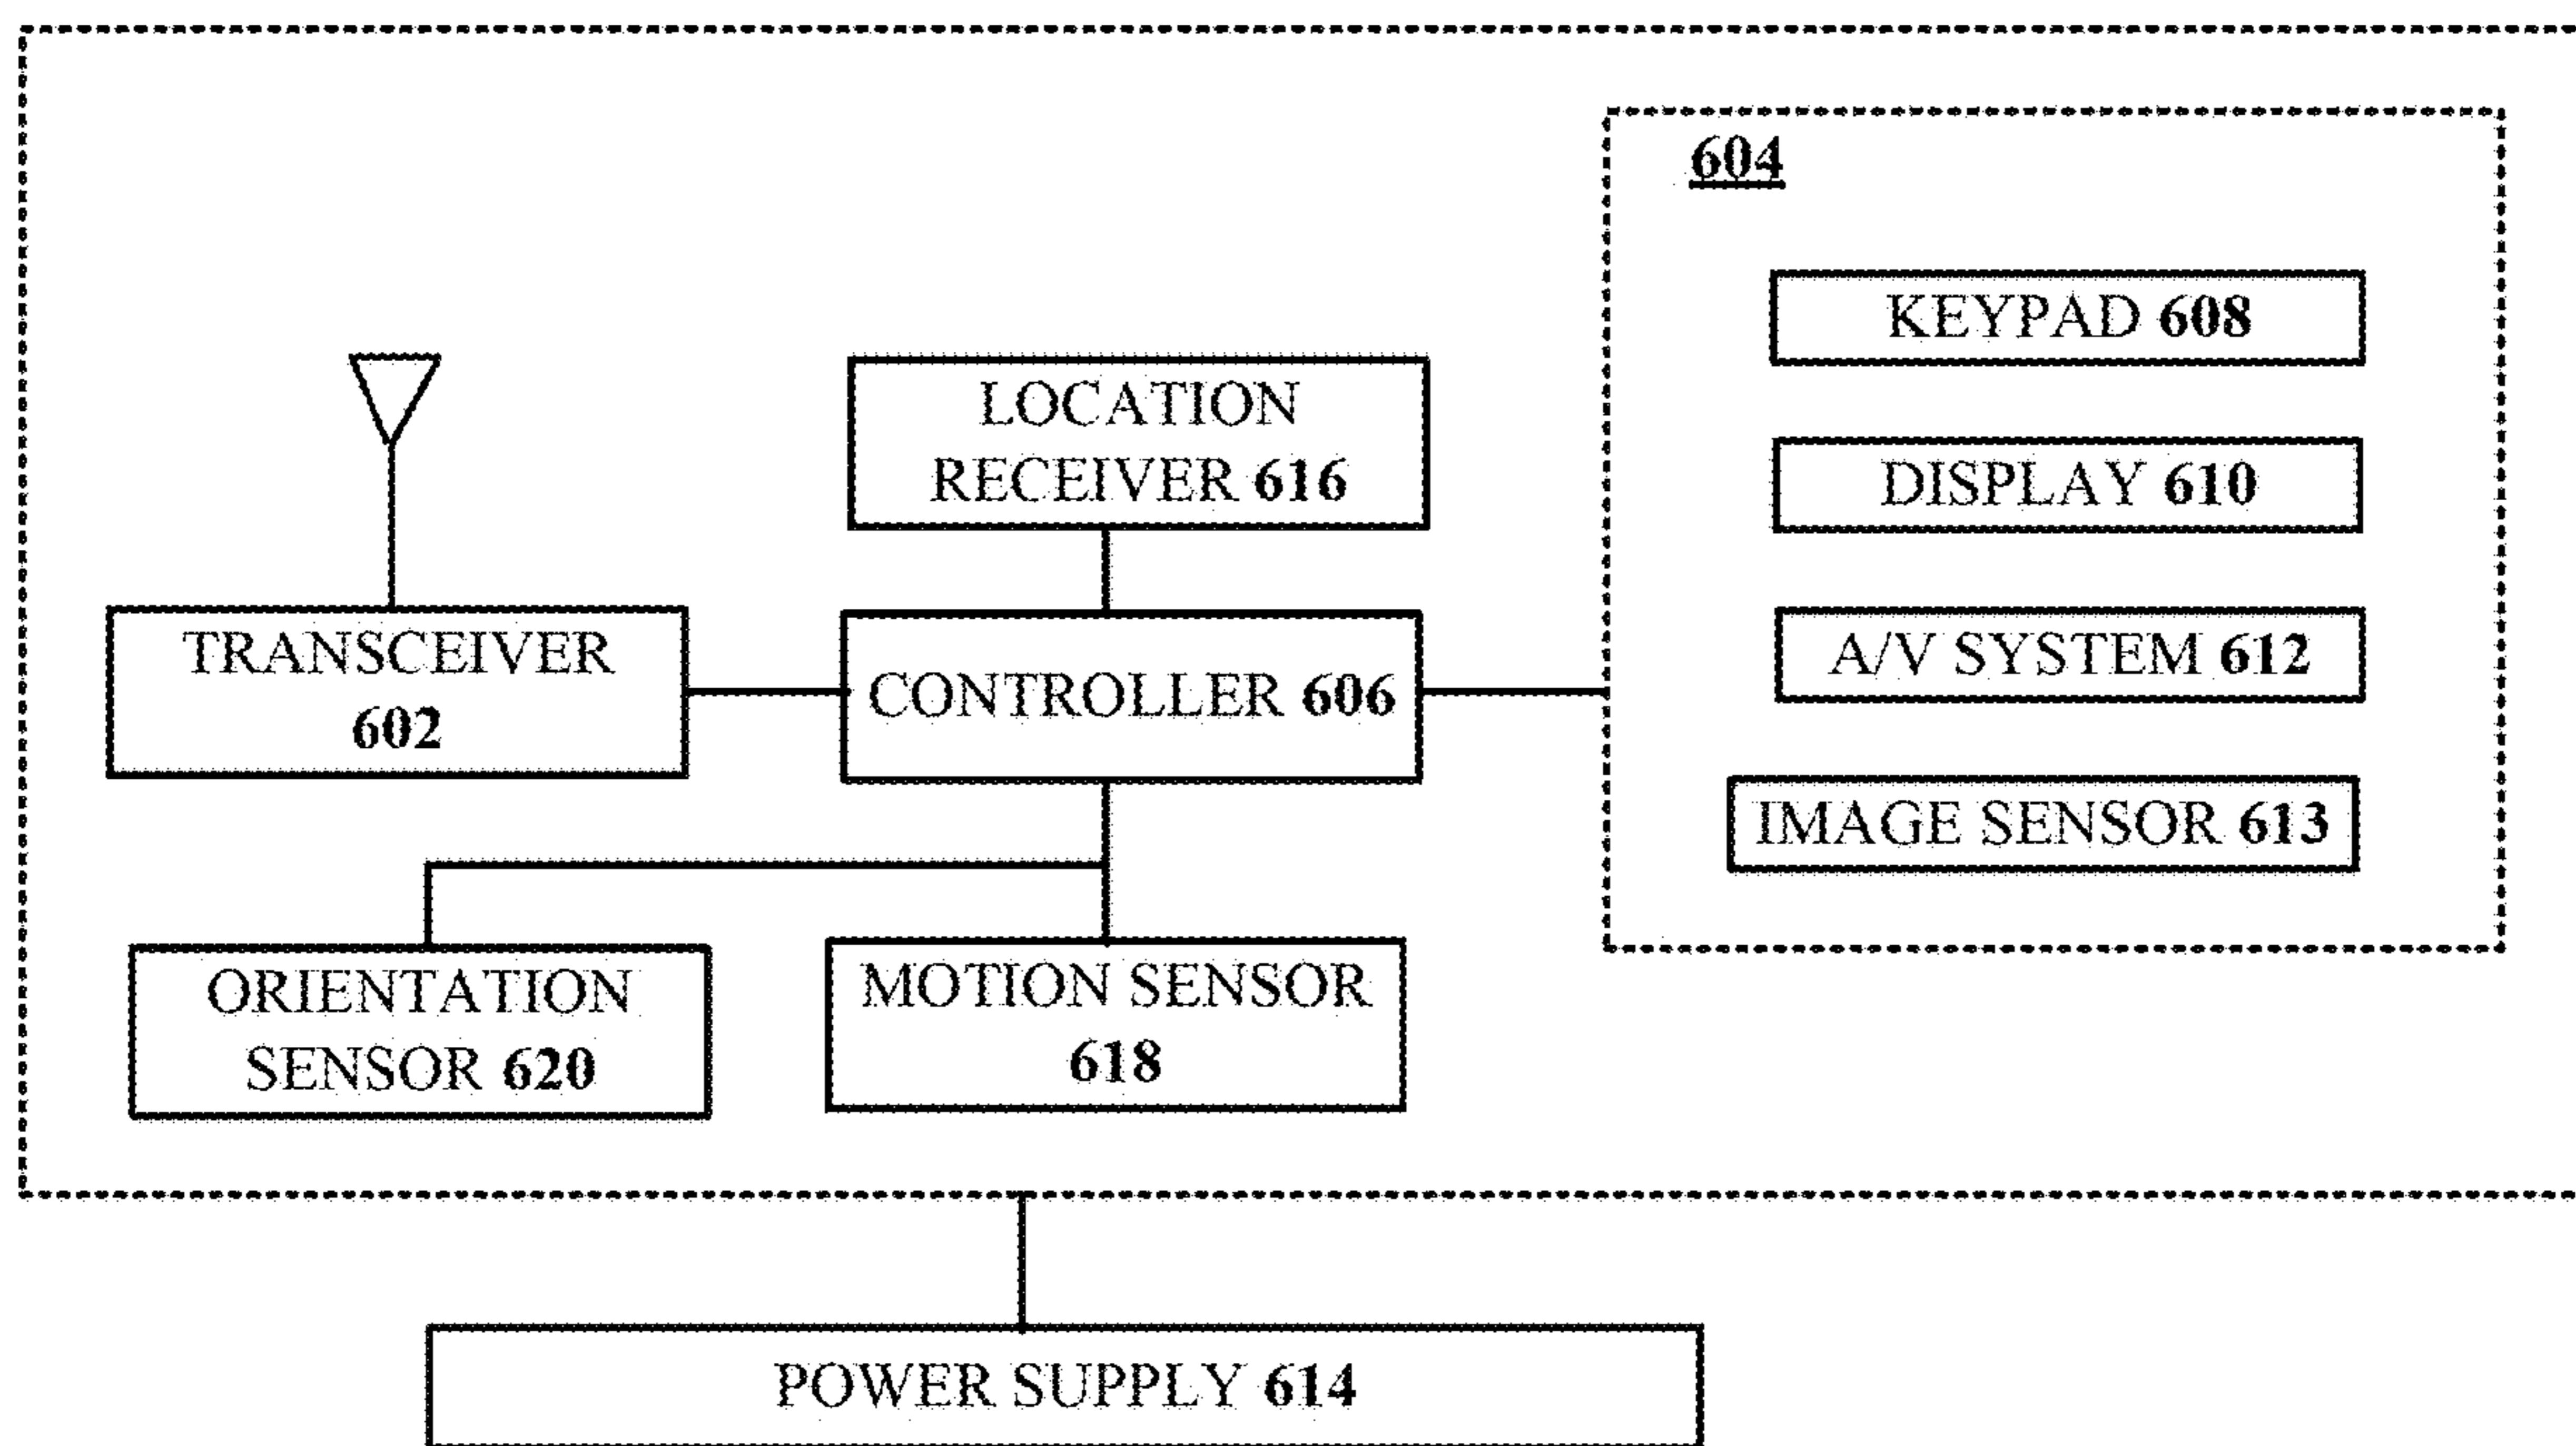 604
KEYPAD 608
DISPLAY 610
A/V SYSTEM 612
IMAGE SENSOR 613
LOCATION
RECEIVER 616
TRANSCEIVER
602
CONTROLLER 606
ORIENTATION
SENSOR 620
MOTION SENSOR
618
POWER SUPPLY 614